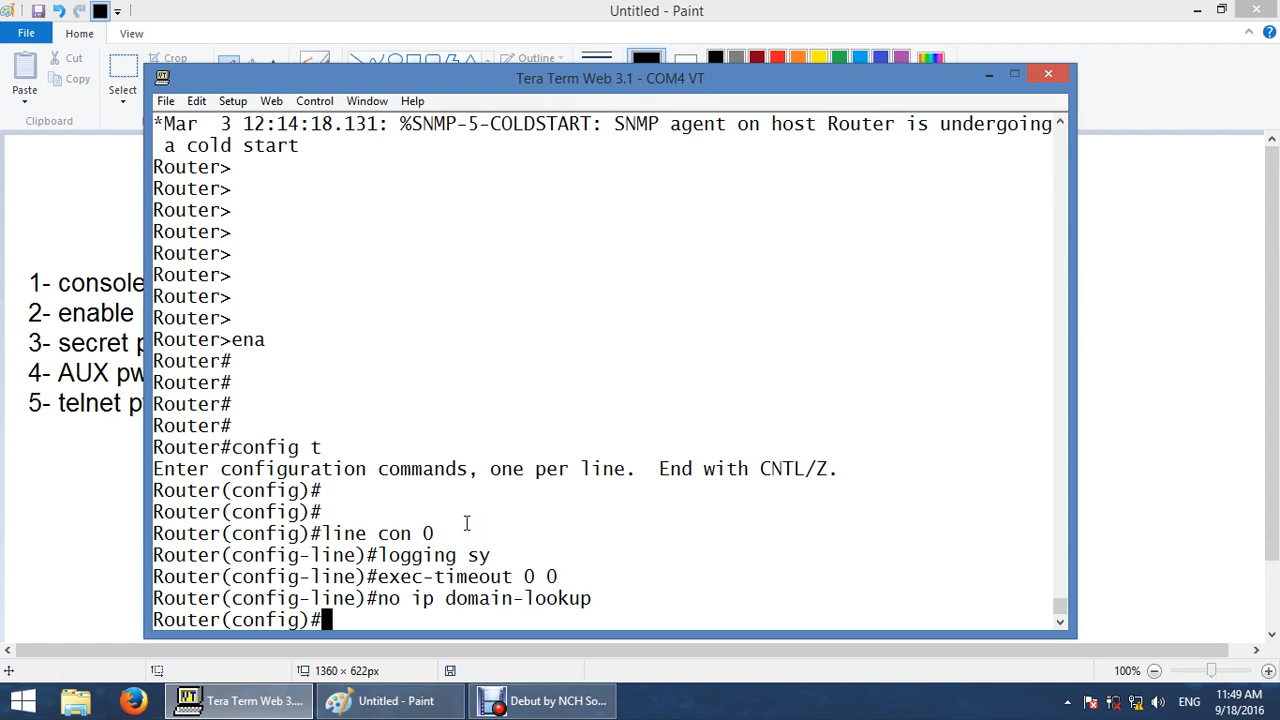 Untitled - Paint
File Home View
Cut
Crop
Outline
Paste
Copy
Select
Clipboard
Tera Term Web 3.1 - COM4 VT
File Edit Setup Web Control Window Help
*Mar 3 12:14:18.131: %SNMP-5-COLDSTART: SNMP agent on host Router is undergoing
a cold start
Router>
Router>
Router>
Router>
Router>
Router>
Router>
Router>
Router>ena
Router#
Router#
Router#
Router#
Router#config t
Enter configuration commands, one per line. End with CNTL/Z.
Router(config)#
Router(config)#
Router(config)#line con 0
Router(config-line)#logging sy
Router(config-line)#exec-timeout 0 0
Router(config-line)#no ip domain-lookup
Router(config)#
1- console
2- enable
3- secret p
4- AUX pw
5- telnet p
1360 × 622px
100%
Tera Term Web 3....
Untitled - Paint
Debut by NCH So...
ENG
11:49 AM
9/18/2016